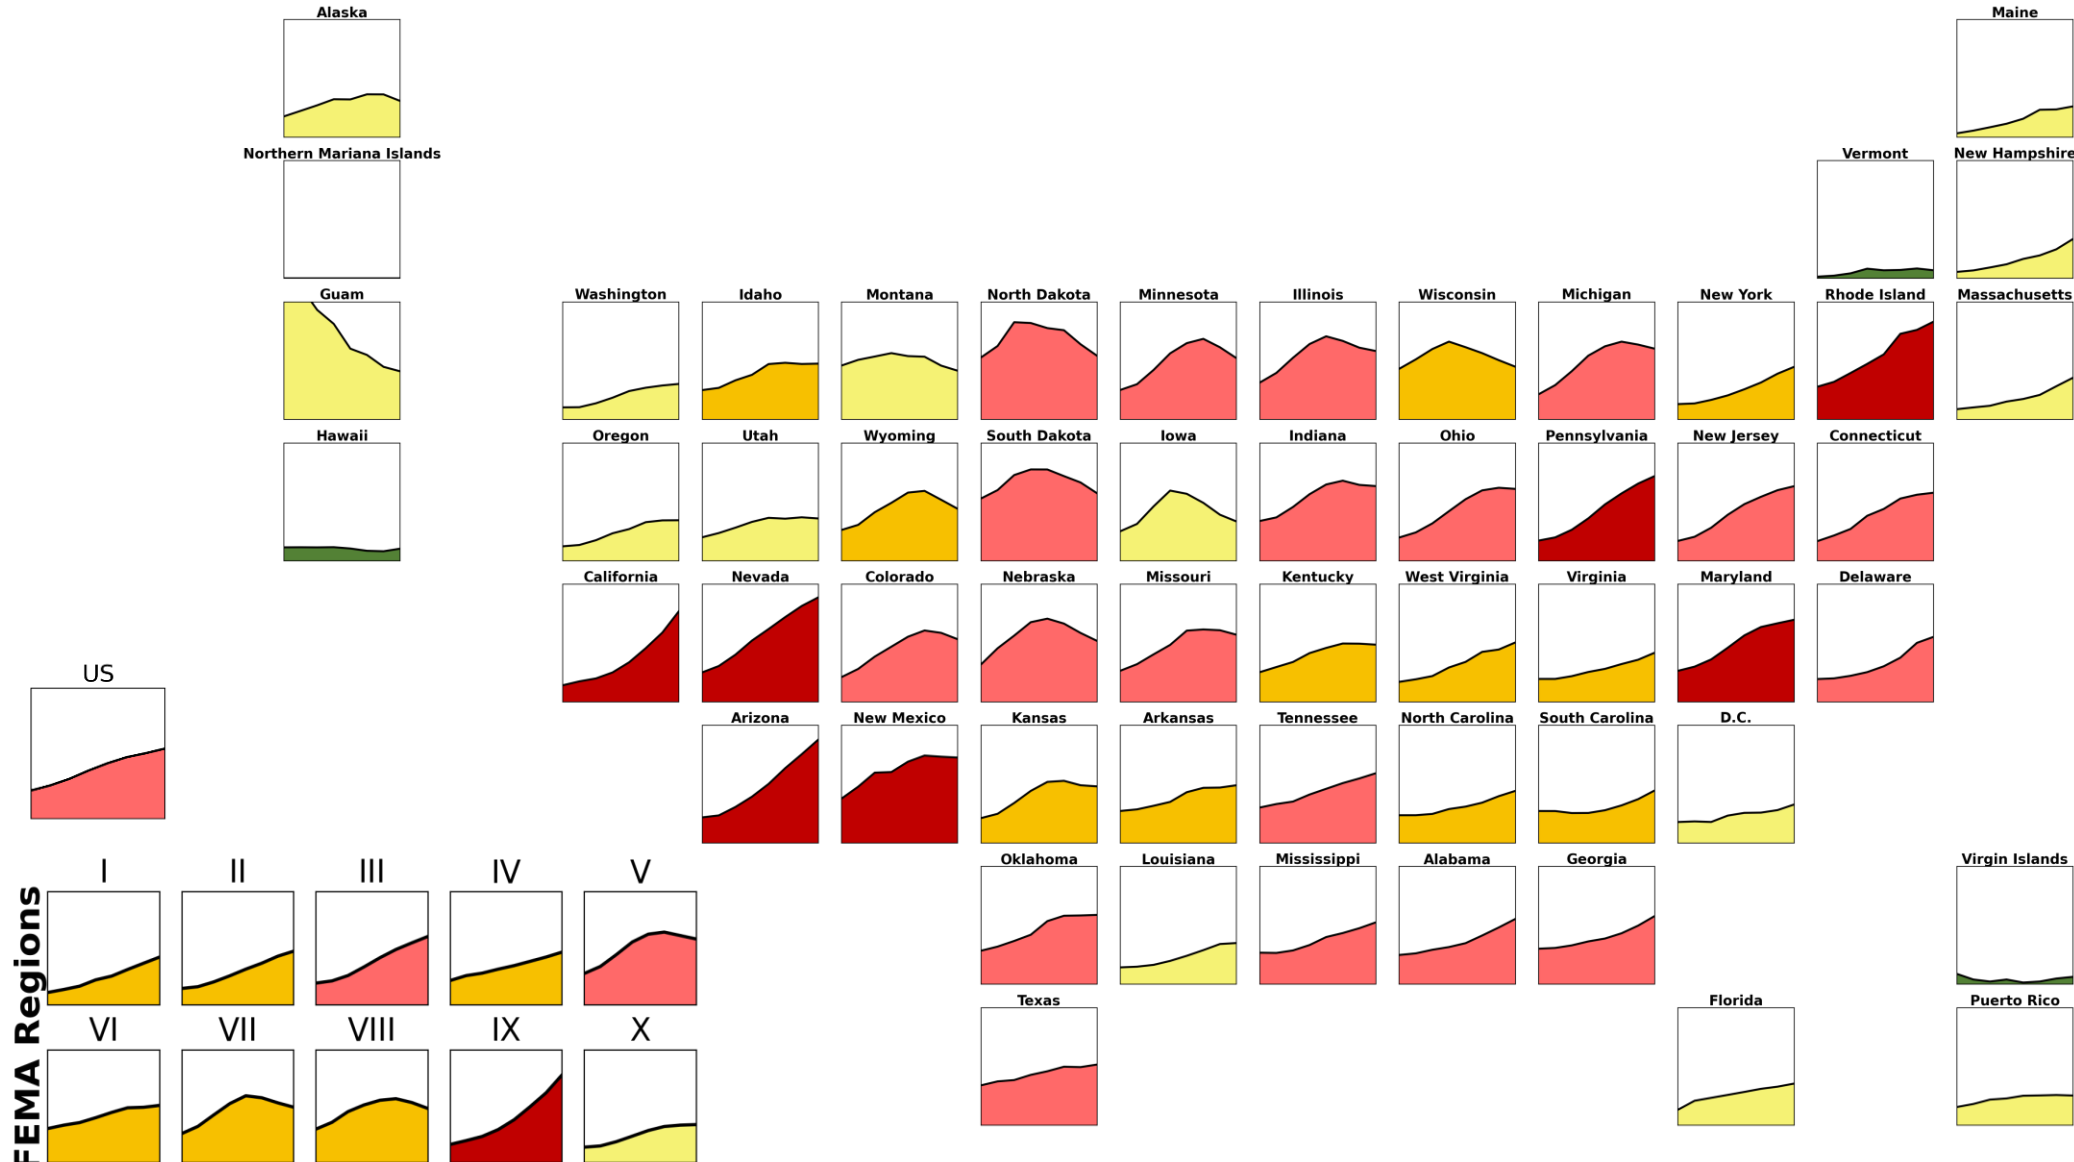 Alaska
Maine
Northern Mariana Islands
Vermont
New Hampshire
Guam
Washington
Idaho
Montana
North Dakota
Minnesota
Illinois
Wisconsin
Michigan
New York
Rhode Island
Massachusetts
Hawaii
Oregon
Utah
Wyoming
South Dakota
Iowa
Indiana
Ohio
Pennsylvania
New Jersey
Connecticut
California
Nevada
Colorado
Nebraska
Missouri
Kentucky
West Virginia
Virginia
Maryland
Delaware
US
Arizona
New Mexico
Kansas
Arkansas
Tennessee
North Carolina
South Carolina
D.C.
Oklahoma
Louisiana
Mississippi
Alabama
Georgia
Virgin Islands
Texas
Florida
Puerto Rico
FEMA Regions
I
II
III
IV
V
VI
VII
VIII
IX
X